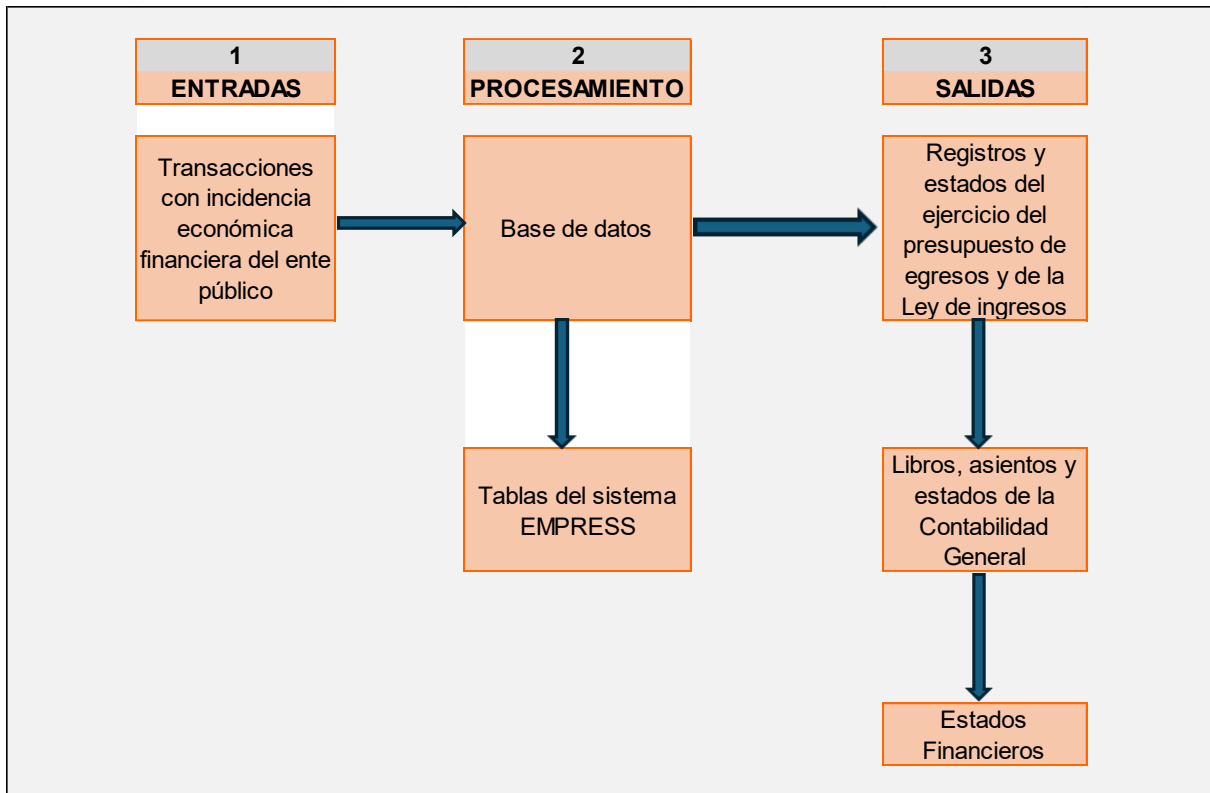 1
ENTRADAS
2
PROCESAMIENTO
3
SALIDAS
Transacciones
con incidencia
económica
financiera del ente
público
Base de datos
Registros y
estados del
ejercicio del
presupuesto de
egresos y de la
Ley de ingresos
Tablas del sistema
EMPRESS
Libros, asientos y
estados de la
Contabilidad
General
Estados
Financieros